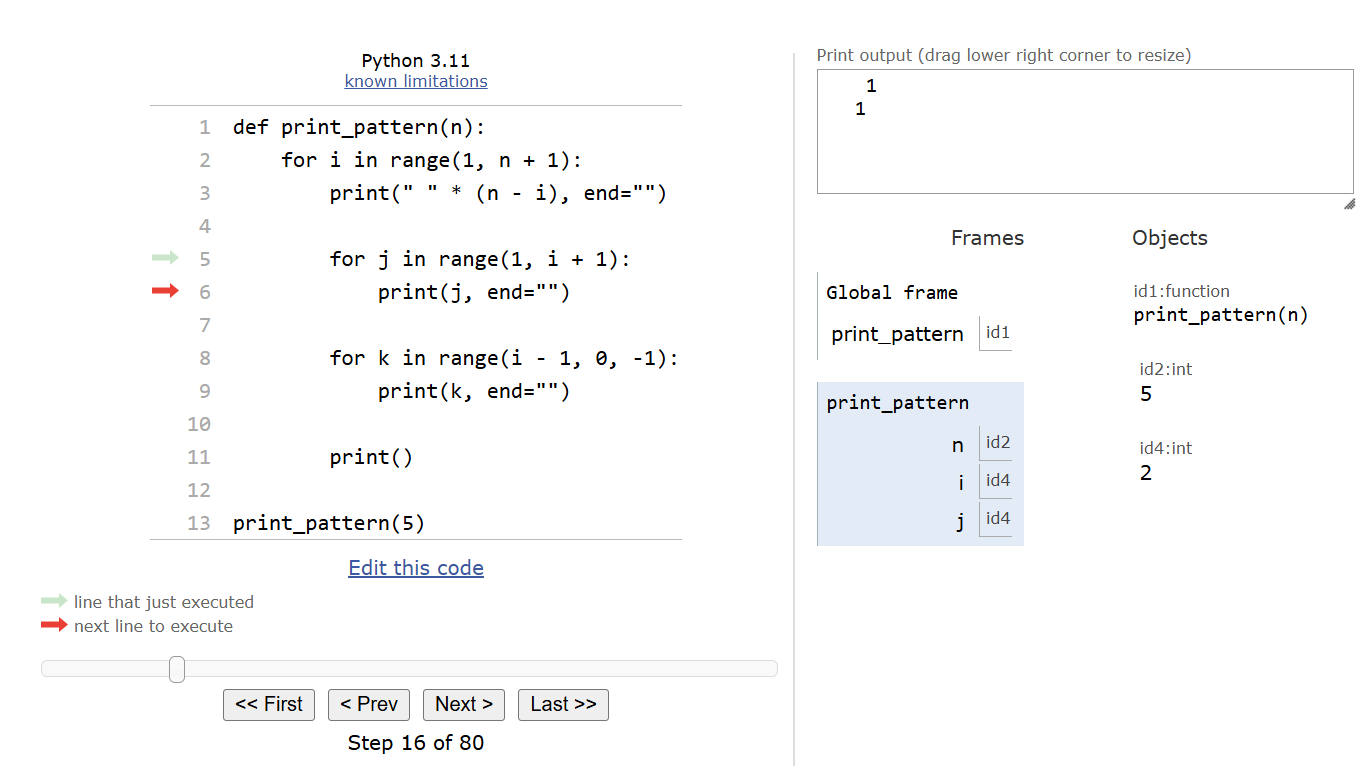 Python 3.11
known limitations
1 def print_pattern(n):
2     for i in range(1, n + 1):
3         print(" " * (n - i), end="")
4
5         for j in range(1, i + 1):
6             print(j, end="")
7
8         for k in range(i - 1, 0, -1):
9             print(k, end="")
10
11         print()
12
13 print_pattern(5)
Edit this code
line that just executed
next line to execute
<< First < Prev Next > Last >>
Step 16 of 80
Print output (drag lower right corner to resize)
    1
   1
Frames Objects
Global frame
print_pattern id1
print_pattern
n id2
i id4
j id4
id1:function
print_pattern(n)
id2:int
5
id4:int
2